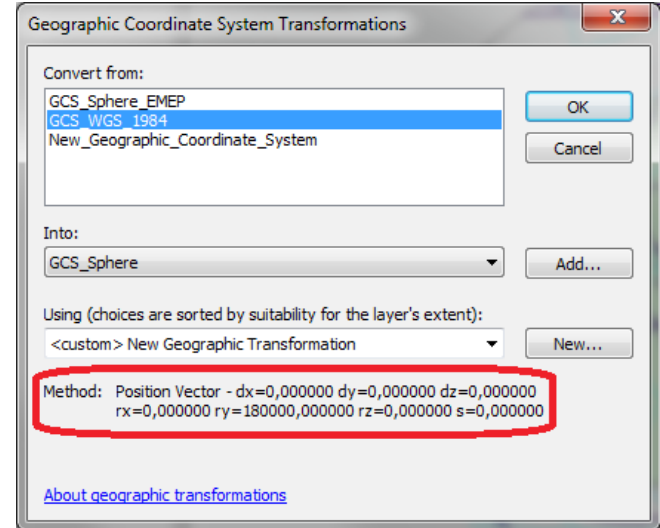 Geographic Coordinate System Transformations
Convert from:
GCS_Sphere_EMEP
GCS_WGS_1984
New_Geographic_Coordinate_System
OK
Cancel
Into:
GCS_Sphere
Add...
Using (choices are sorted by suitability for the layer's extent):
<custom> New Geographic Transformation
New...
Method: Position Vector - dx=0,000000 dy=0,000000 dz=0,000000
rx=0,000000 ry=180000,000000 rz=0,000000 s=0,000000
About geographic transformations